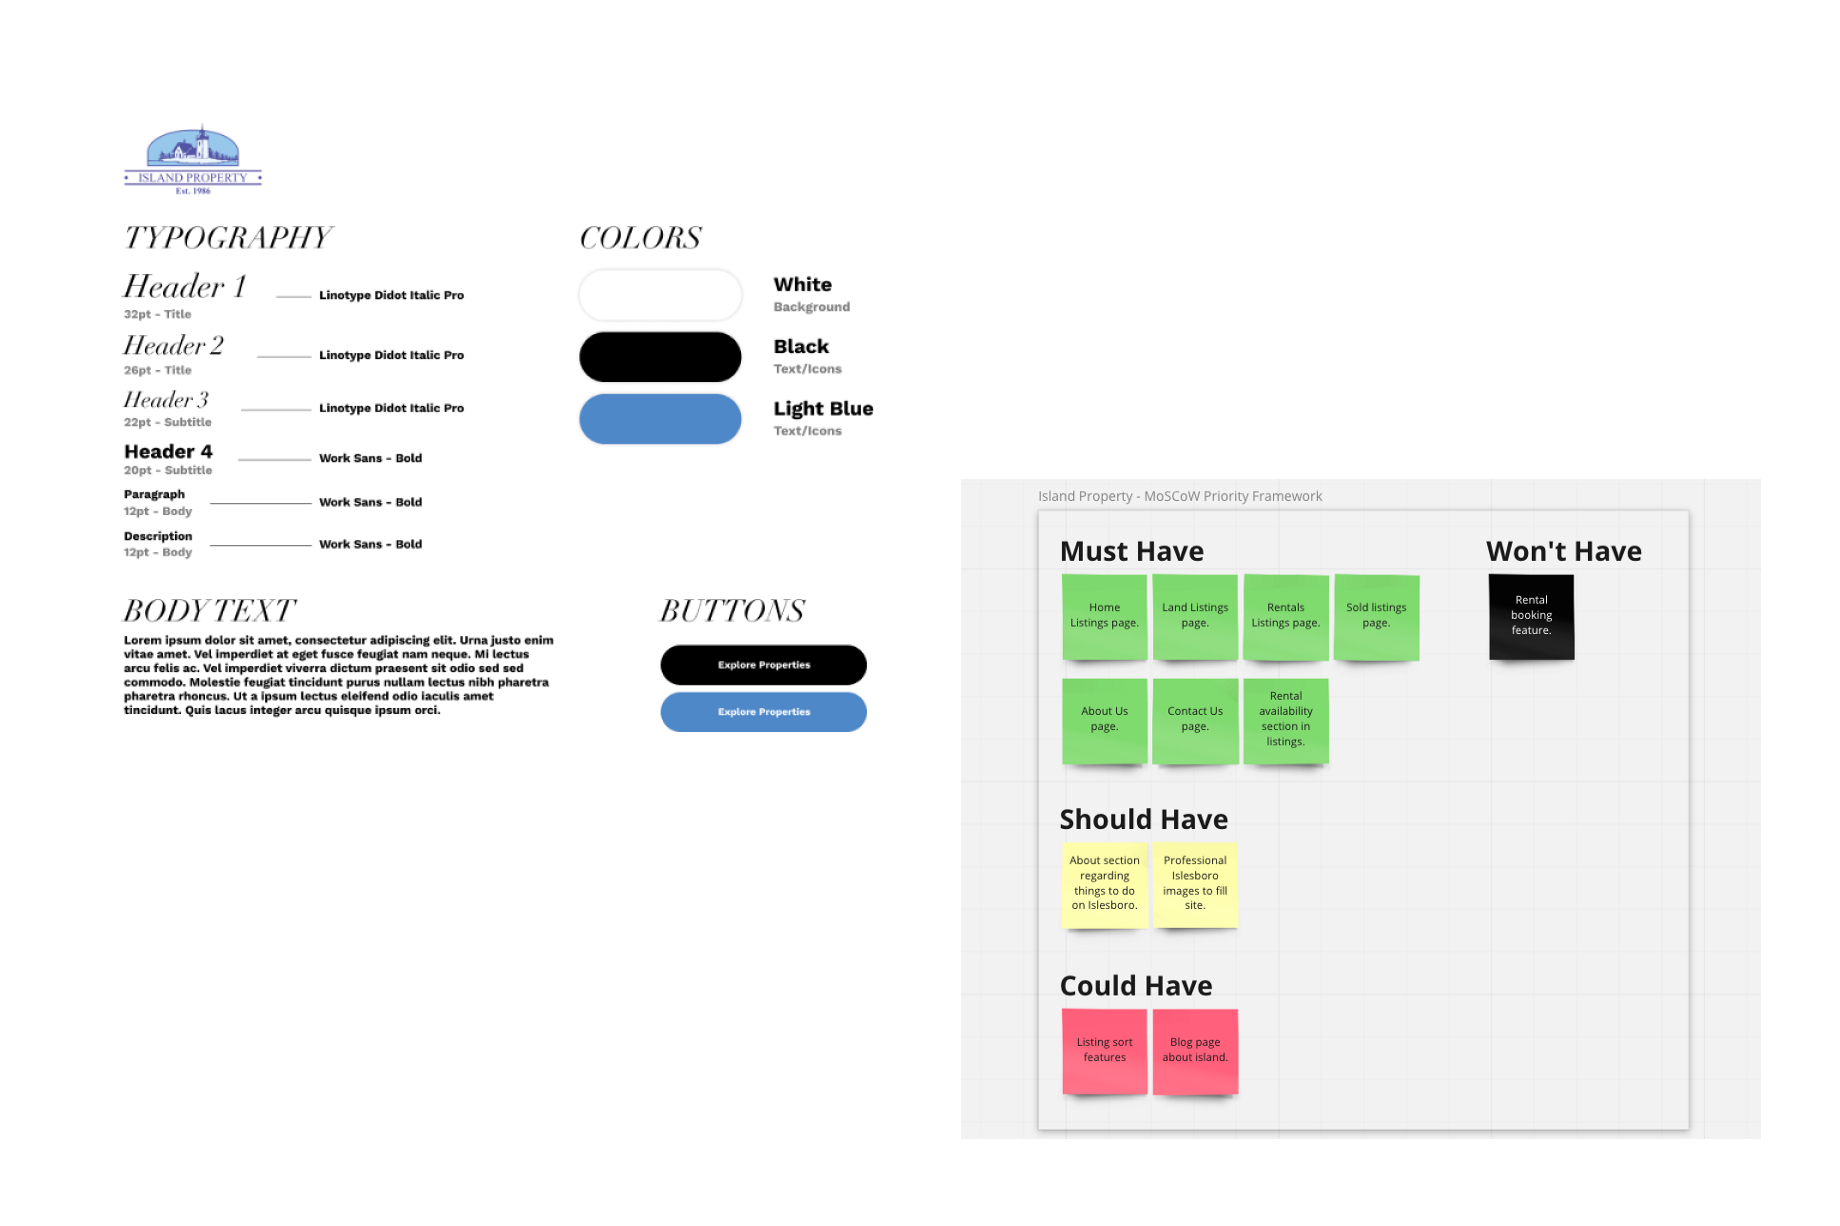 ISLAND PROPERTY
Est. 1986
TYPOGRAPHY
Header 1
Linotype Didot Italic Pro
32pt - Title
Header 2
Linotype Didot Italic Pro
26pt - Title
Header 3
Linotype Didot Italic Pro
22pt - Subtitle
Header 4
Work Sans - Bold
20pt - Subtitle
Paragraph
Work Sans - Bold
12pt - Body
Description
Work Sans - Bold
12pt - Body
COLORS
White
Background
Black
Text/Icons
Light Blue
Text/Icons
BODY TEXT
Lorem ipsum dolor sit amet, consectetur adipiscing elit. Urna justo enim
vitae amet. Vel imperdiet at eget fusce feugiat nam neque. Mi lectus
arcu felis ac. Vel imperdiet viverra dictum praesent sit odio sed sed
commodo. Molestie feugiat tincidunt purus nullam lectus nibh pharetra
pharetra rhoncus. Ut a ipsum lectus eleifend odio iaculis amet
tincidunt. Quis lacus integer arcu quisque ipsum orci.
BUTTONS
Explore Properties
Explore Properties
Island Property - MoSCoW Priority Framework
Must Have
Home
Listings page.
Land Listings
page.
Rentals
Listings page.
Sold listings
page.
About Us
page.
Contact Us
page.
Rental
availability
section in
listings.
Won't Have
Rental
booking
feature.
Should Have
About section
regarding
things to do
on Islesboro.
Professional
Islesboro
images to fill
site.
Could Have
Listing sort
features
Blog page
about island.